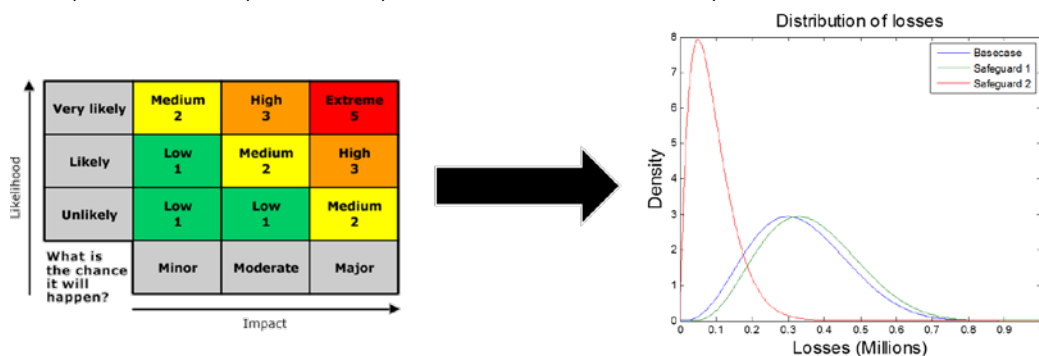 Likelihood
Very likely
Medium
2
High
3
Extreme
5
Likely
Low
1
Medium
2
High
3
Unlikely
Low
1
Low
1
Medium
2
What is
the chance
it will
happen?
Minor
Moderate
Major
Impact
Distribution of losses
Basecase
Safeguard 1
Safeguard 2
Density
8
7
6
5
4
3
2
1
0
0
0.1
0.2
0.3
0.4
0.5
0.6
0.7
0.8
0.9
Losses (Millions)